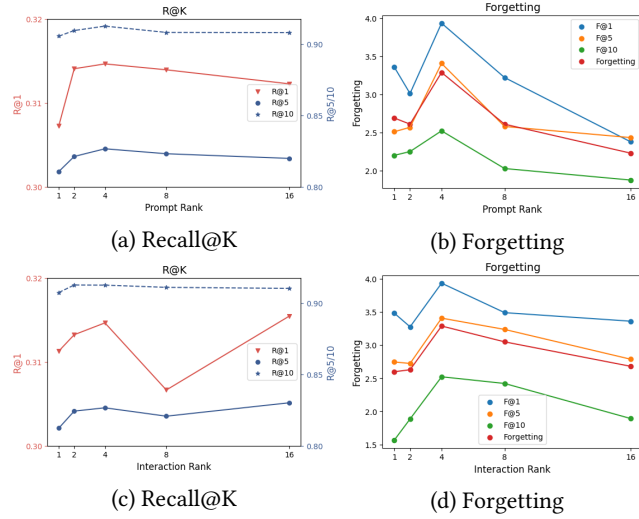 R@K
0.32
0.31
0.30
R@1
0.90
0.85
0.80
R@5/10
R@1
R@5
R@10
1 2 4 8 16
Prompt Rank
(a) Recall@K
Forgetting
4.0
3.5
3.0
2.5
2.0
Forgetting
F@1
F@5
F@10
Forgetting
1 2 4 8 16
Prompt Rank
(b) Forgetting
R@K
0.32
0.31
0.30
R@1
0.90
0.85
0.80
R@5/10
R@1
R@5
R@10
1 2 4 8 16
Interaction Rank
(c) Recall@K
Forgetting
4.0
3.5
3.0
2.5
2.0
1.5
Forgetting
F@1
F@5
F@10
Forgetting
1 2 4 8 16
Interaction Rank
(d) Forgetting